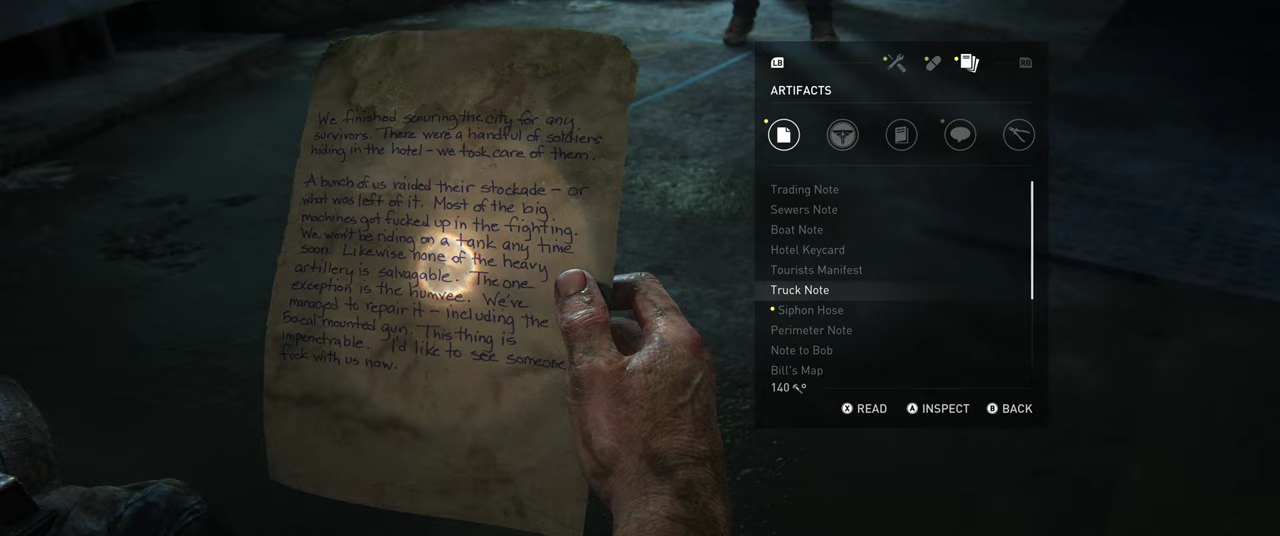 We finished scouring the city for any
survivors. There were a handful of soldiers
hiding in the hotel – we took care of them.
A bunch of us raided their stockade – or
what was left of it. Most of the big
machines got fucked up in the fighting.
We won't be riding on a tank any time
soon. Likewise none of the heavy
artillery is salvagable. The one
exception is the humvee. We've
managed to repair it – including the
50cal mounted gun. This thing is
impenetrable. I'd like to see someone
fuck with us now.
LB
RB
ARTIFACTS
Trading Note
Sewers Note
Boat Note
Hotel Keycard
Tourists Manifest
Truck Note
Siphon Hose
Perimeter Note
Note to Bob
Bill's Map
140
X READ A INSPECT B BACK